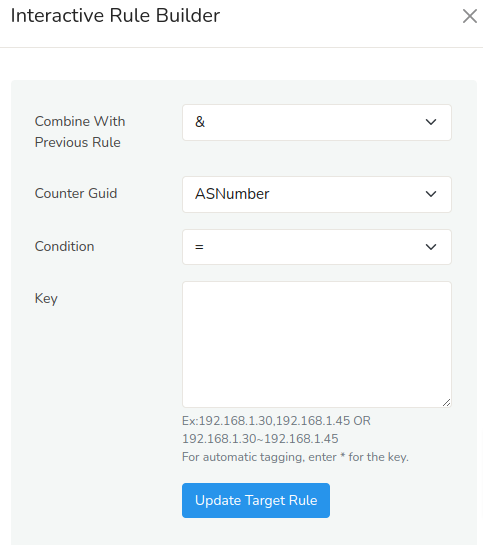 Interactive Rule Builder
Combine With
Previous Rule
&
Counter Guid
ASNumber
Condition
=
Key
Ex:192.168.1.30,192.168.1.45 OR
192.168.1.30~192.168.1.45
For automatic tagging, enter * for the key.
Update Target Rule